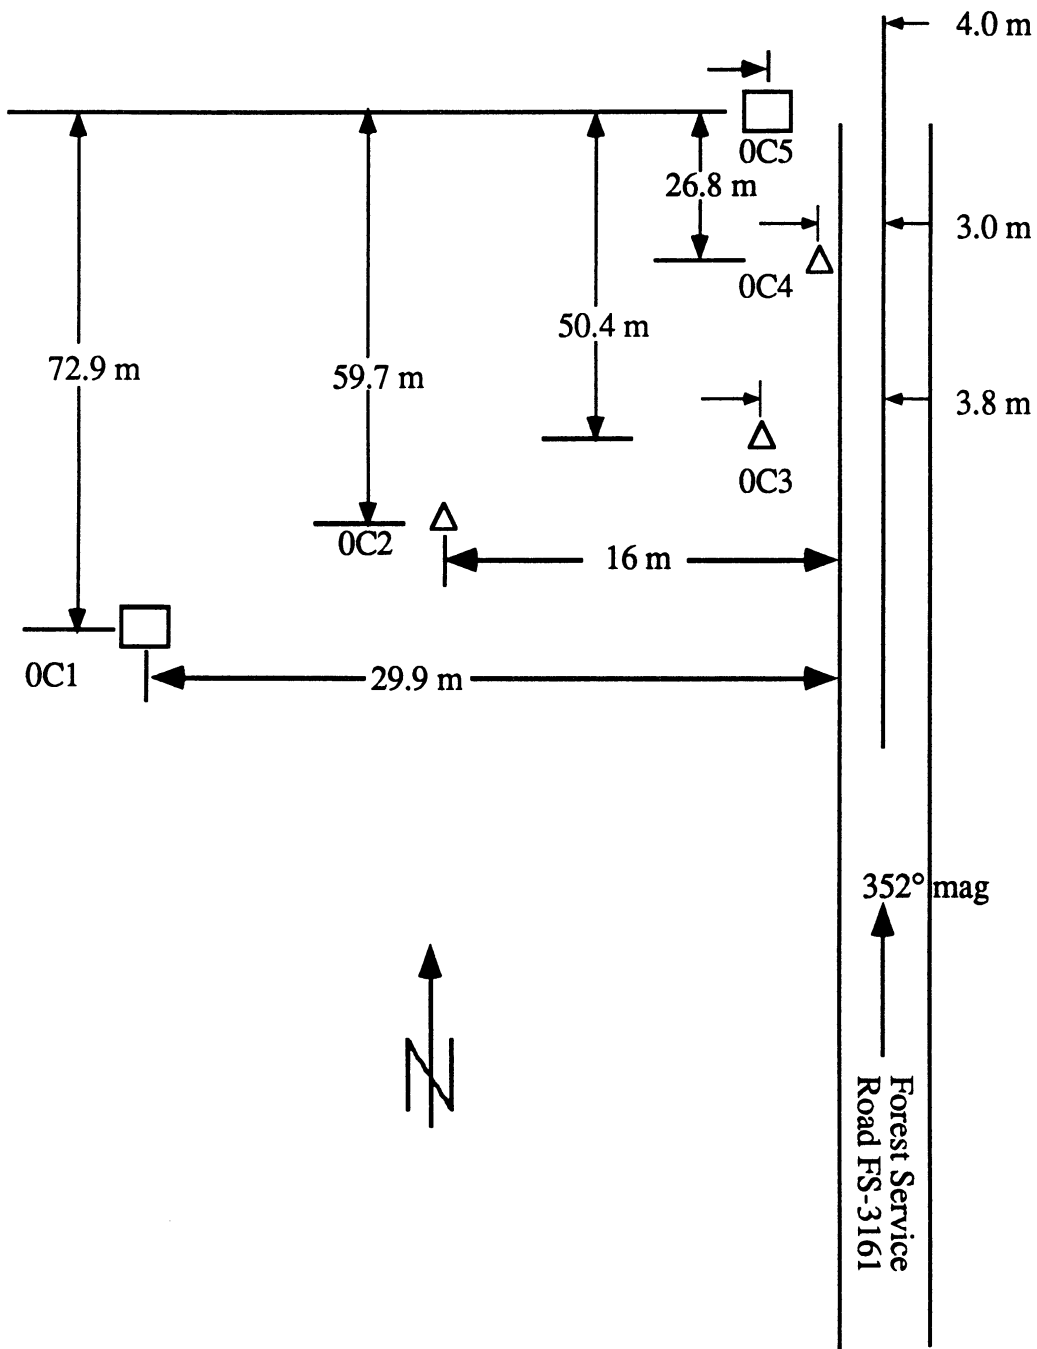 4.0 m
0C5
26.8 m
3.0 m
0C4
50.4 m
72.9 m
59.7 m
3.8 m
0C3
0C2
16 m
0C1
29.9 m
352° mag
N
Forest Service
Road FS-3161